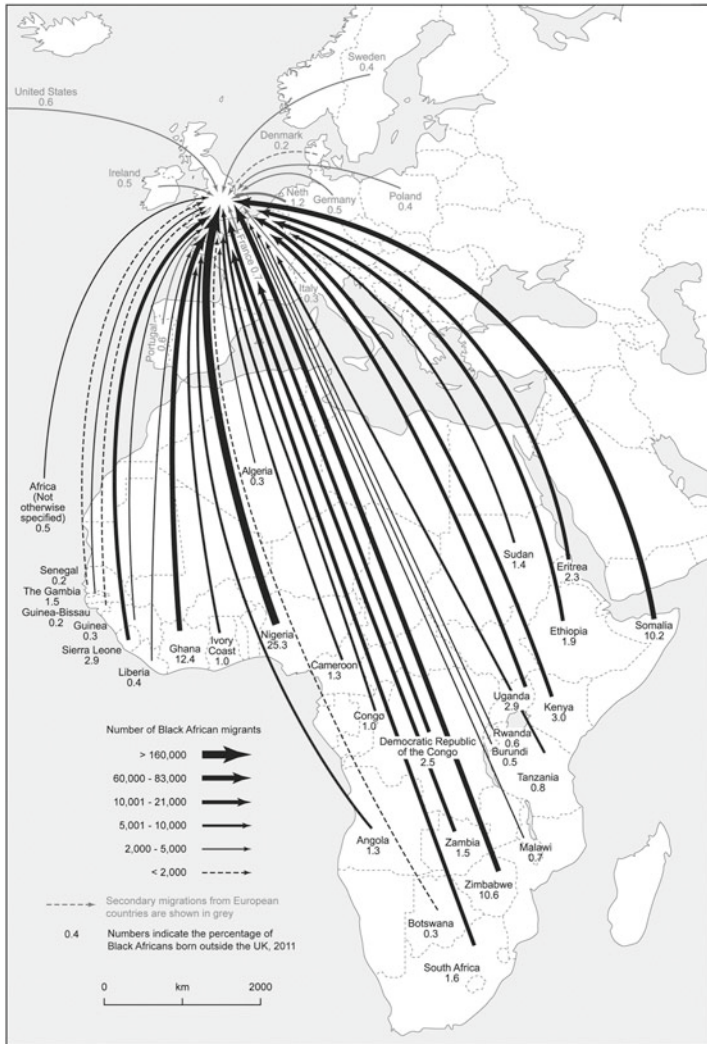 Sweden
0.4
United States
0.6
Denmark
0.2
Ireland
0.5
Neth
1.2
Germany
0.5
Poland
0.4
France 0.7
Italy
0.3
Portugal
0.6
Algeria
0.3
Africa
(Not
otherwise
specified)
0.5
Sudan
1.4
Eritrea
2.3
Senegal
0.2
The Gambia
1.5
Guinea-Bissau
0.2
Guinea
0.3
Sierra Leone
2.9
Liberia
0.4
Ghana
12.4
Ivory
Coast
1.0
Nigeria
25.3
Cameroon
1.3
Ethiopia
1.9
Somalia
10.2
Uganda
2.9
Kenya
3.0
Congo
1.0
Rwanda
0.6
Burundi
0.5
Democratic Republic
of the Congo
2.5
Tanzania
0.8
Angola
1.3
Zambia
1.5
Malawi
0.7
Zimbabwe
10.6
Botswana
0.3
South Africa
1.6
Number of Black African migrants
> 160,000
60,000 - 83,000
10,001 - 21,000
5,001 - 10,000
2,000 - 5,000
< 2,000
Secondary migrations from European
countries are shown in grey
0.4 Numbers indicate the percentage of
Black Africans born outside the UK, 2011
0 km 2000